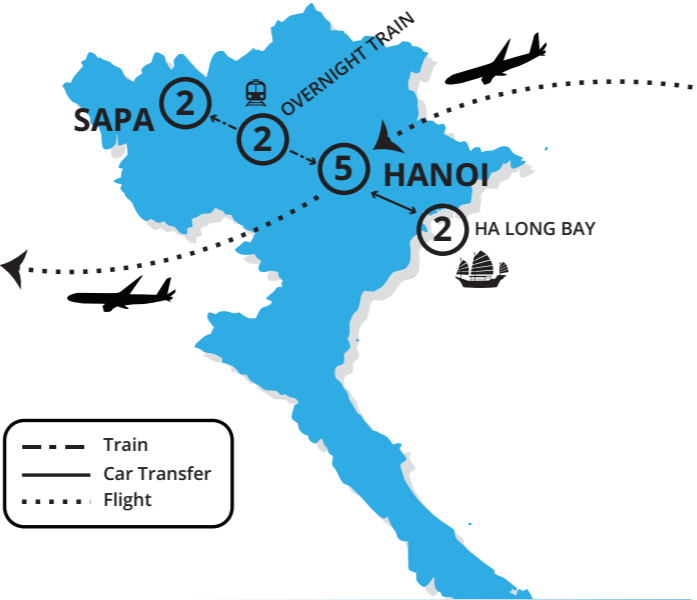 OVERNIGHT TRAIN
SAPA
2
2
5
HANOI
2
HA LONG BAY
Train
Car Transfer
Flight